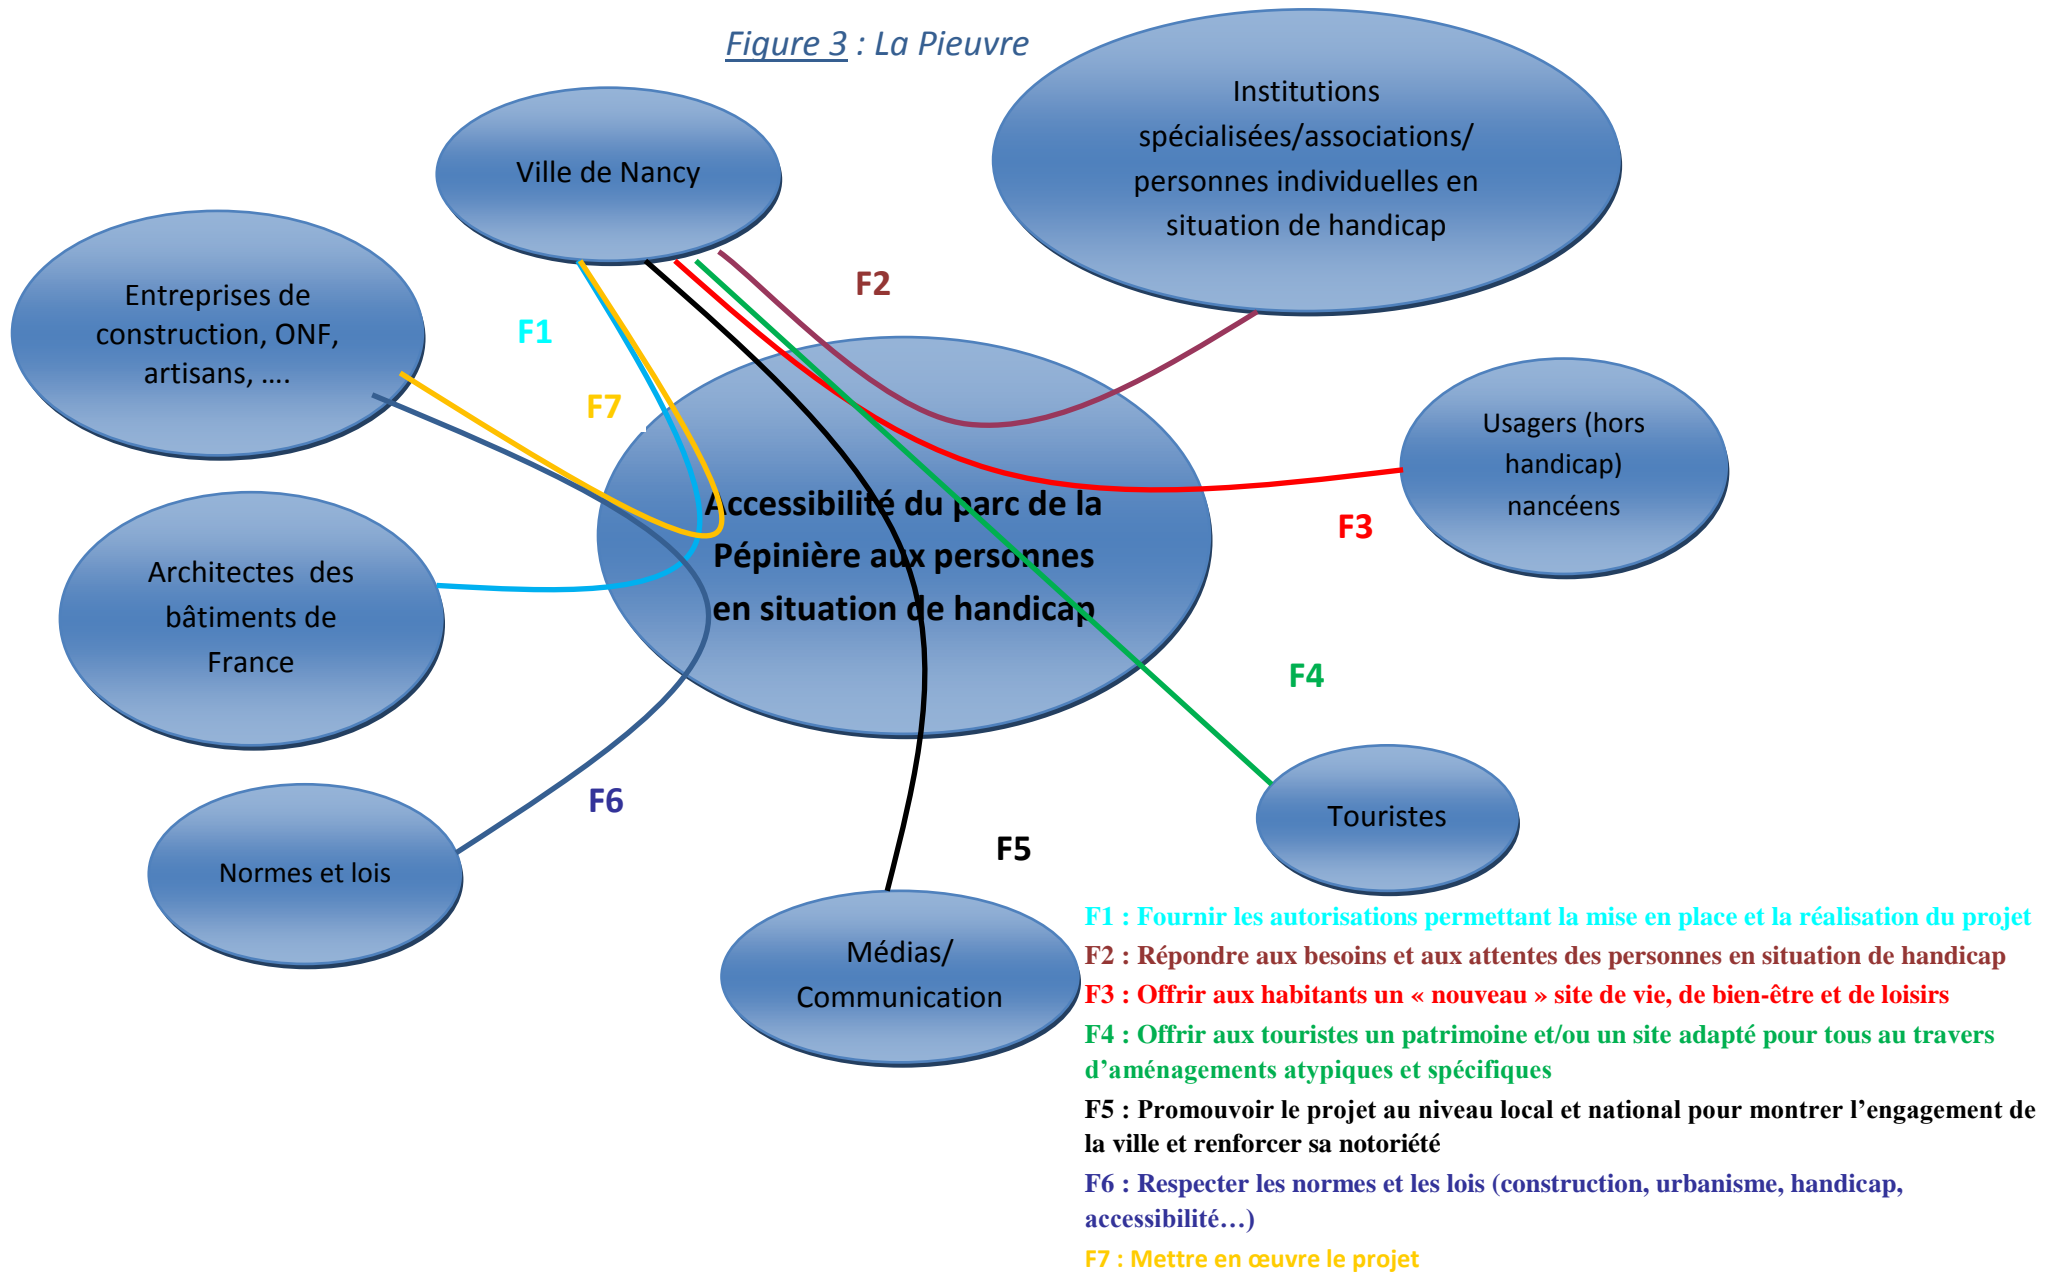 Figure 3 : La Pieuvre
Institutions
spécialisées/associations/
personnes individuelles en
situation de handicap
Ville de Nancy
F2
Entreprises de
construction, ONF,
artisans, ....
F1
F7
Usagers (hors
handicap)
nancéens
F3
Accessibilité du parc de la
Pépinière aux personnes
en situation de handicap
Architectes des
bâtiments de
France
F4
F6
Touristes
Normes et lois
F5
Médias/
Communication
F1 : Fournir les autorisations permettant la mise en place et la réalisation du projet
F2 : Répondre aux besoins et aux attentes des personnes en situation de handicap
F3 : Offrir aux habitants un « nouveau » site de vie, de bien-être et de loisirs
F4 : Offrir aux touristes un patrimoine et/ou un site adapté pour tous au travers
d’aménagements atypiques et spécifiques
F5 : Promouvoir le projet au niveau local et national pour montrer l’engagement de
la ville et renforcer sa notoriété
F6 : Respecter les normes et les lois (construction, urbanisme, handicap,
accessibilité…)
F7 : Mettre en œuvre le projet